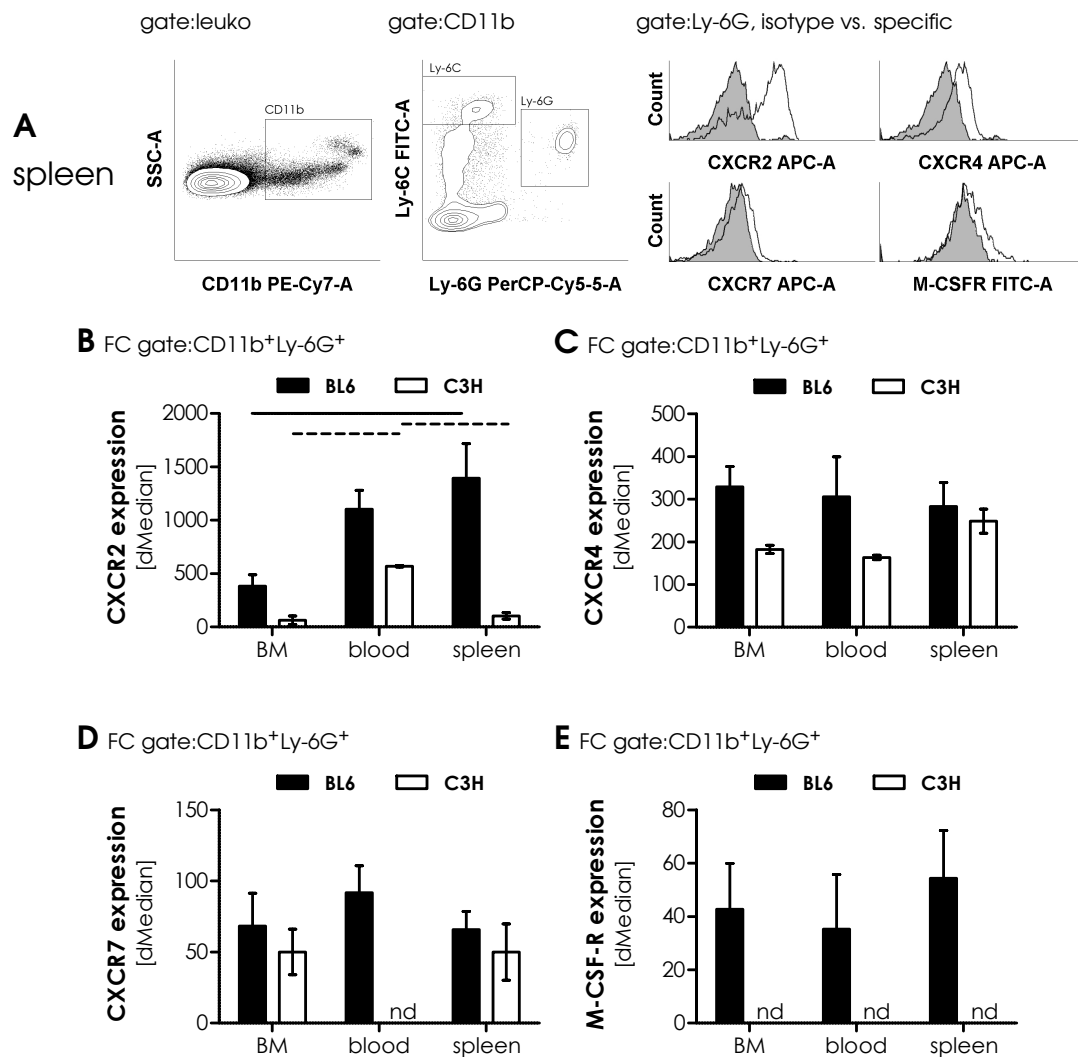 gate:leuko
gate:CD11b
gate:Ly-6G, isotype vs. specific
A
spleen
SSC-A
CD11b
CD11b PE-Cy7-A
Ly-6C FITC-A
Ly-6C
Ly-6G
Ly-6G PerCP-Cy5-5-A
Count
CXCR2 APC-A
CXCR4 APC-A
Count
CXCR7 APC-A
M-CSFR FITC-A
B FC gate:CD11b⁺Ly-6G⁺
BL6 C3H
CXCR2 expression
[dMedian]
2000
1500
1000
500
0
BM blood spleen
C FC gate:CD11b⁺Ly-6G⁺
BL6 C3H
CXCR4 expression
[dMedian]
500
400
300
200
100
0
BM blood spleen
D FC gate:CD11b⁺Ly-6G⁺
BL6 C3H
CXCR7 expression
[dMedian]
150
100
50
0
nd
BM blood spleen
E FC gate:CD11b⁺Ly-6G⁺
BL6 C3H
M-CSF-R expression
[dMedian]
80
60
40
20
0
nd nd nd
BM blood spleen